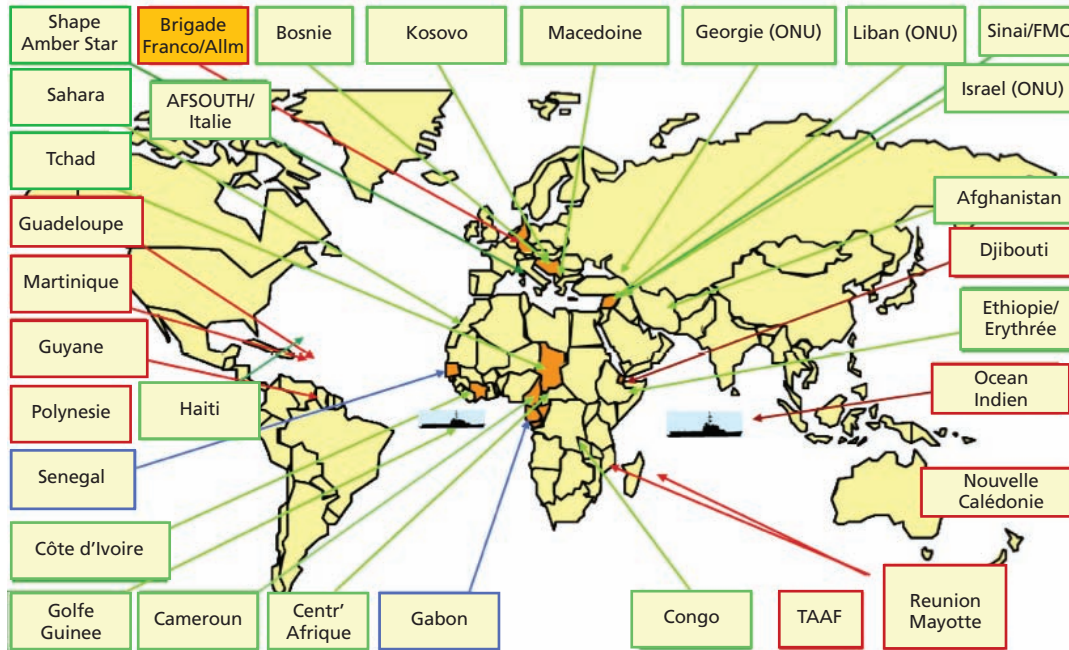 Shape
Amber Star
Brigade
Franco/Allm
Bosnie
Kosovo
Macedoine
Georgie (ONU)
Liban (ONU)
Sinai/FMO
Sahara
AFSOUTH/
Italie
Israel (ONU)
Tchad
Afghanistan
Guadeloupe
Djibouti
Martinique
Ethiopie/
Erythrée
Guyane
Polynesie
Haiti
Ocean
Indien
Senegal
Nouvelle
Calédonie
Côte d'Ivoire
Golfe
Guinee
Cameroun
Centr'
Afrique
Gabon
Congo
TAAF
Reunion
Mayotte